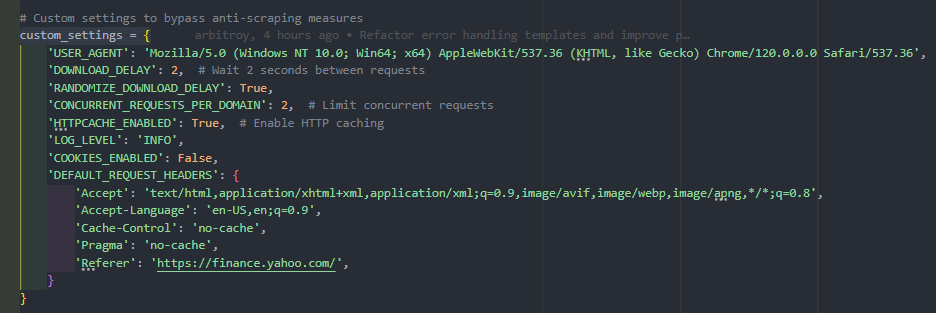 # Custom settings to bypass anti-scraping measures
custom_settings = { arbitroy, 4 hours ago • Refactor error handling templates and improve p…
'USER_AGENT': 'Mozilla/5.0 (Windows NT 10.0; Win64; x64) AppleWebKit/537.36 (KHTML, like Gecko) Chrome/120.0.0.0 Safari/537.36',
'DOWNLOAD_DELAY': 2,  # Wait 2 seconds between requests
'RANDOMIZE_DOWNLOAD_DELAY': True,
'CONCURRENT_REQUESTS_PER_DOMAIN': 2,  # Limit concurrent requests
'HTTPCACHE_ENABLED': True,  # Enable HTTP caching
'LOG_LEVEL': 'INFO',
'COOKIES_ENABLED': False,
'DEFAULT_REQUEST_HEADERS': {
'Accept': 'text/html,application/xhtml+xml,application/xml;q=0.9,image/avif,image/webp,image/apng,*/*;q=0.8',
'Accept-Language': 'en-US,en;q=0.9',
'Cache-Control': 'no-cache',
'Pragma': 'no-cache',
'Referer': 'https://finance.yahoo.com/',
}
}